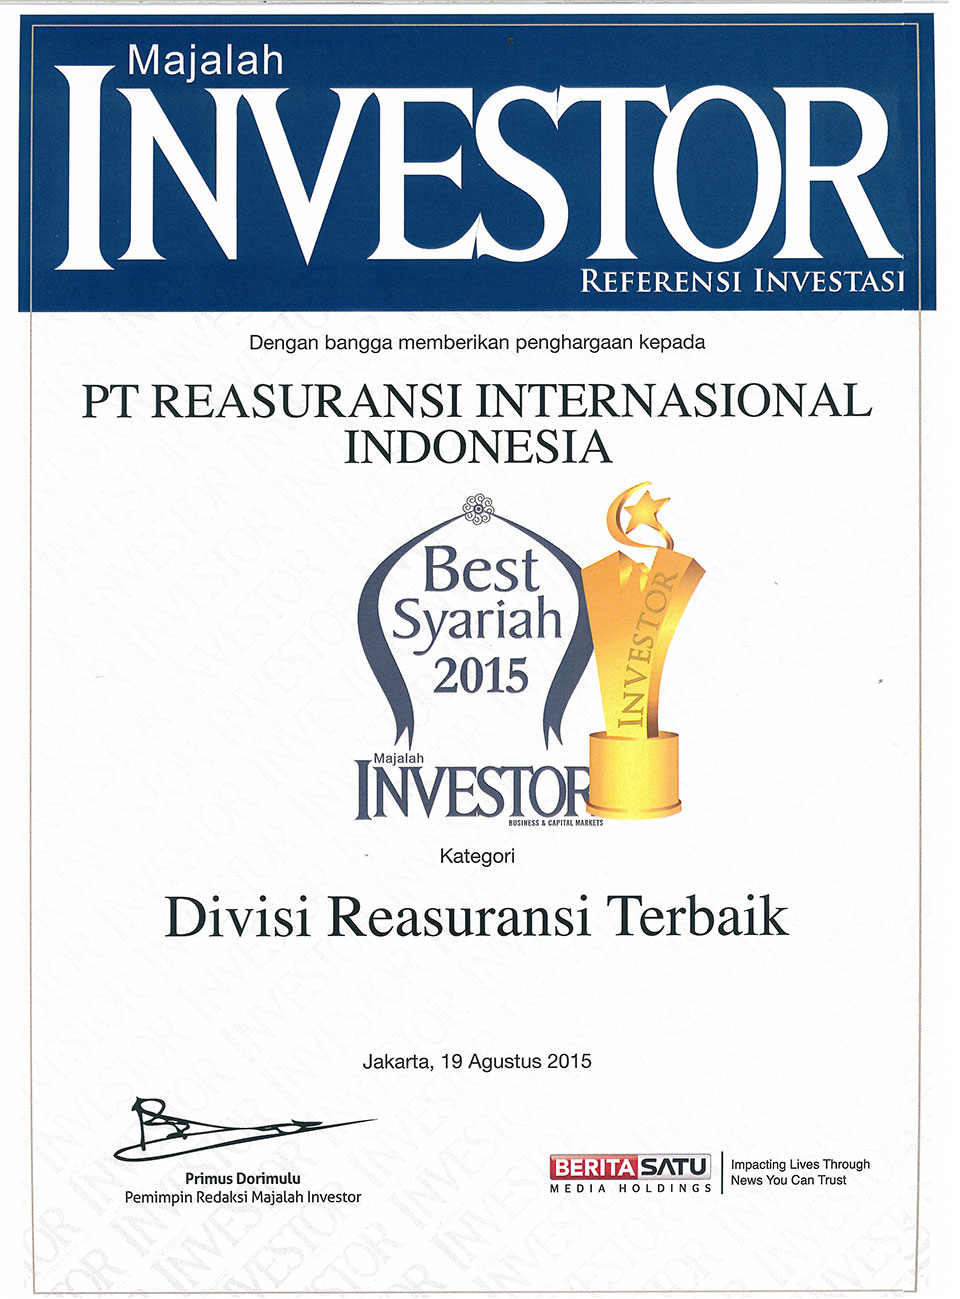 Majalah
INVESTOR
REFERENSI INVESTASI
Dengan bangga memberikan penghargaan kepada
PT REASURANSI INTERNASIONAL
INDONESIA
Best
Syariah
2015
INVESTOR
Majalah
INVESTOR
BUSINESS & CAPITAL MARKETS
Kategori
Divisi Reasuransi Terbaik
Jakarta, 19 Agustus 2015
Primus Dorimulu
Pemimpin Redaksi Majalah Investor
BERITA SATU
MEDIA HOLDINGS
Impacting Lives Through
News You Can Trust